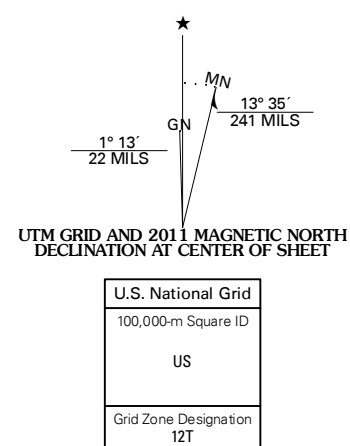 ★
MN
GN
13° 35´
241 MILS
1° 13´
22 MILS
UTM GRID AND 2011 MAGNETIC NORTH
DECLINATION AT CENTER OF SHEET
U.S. National Grid
100,000-m Square ID
US
Grid Zone Designation
12T